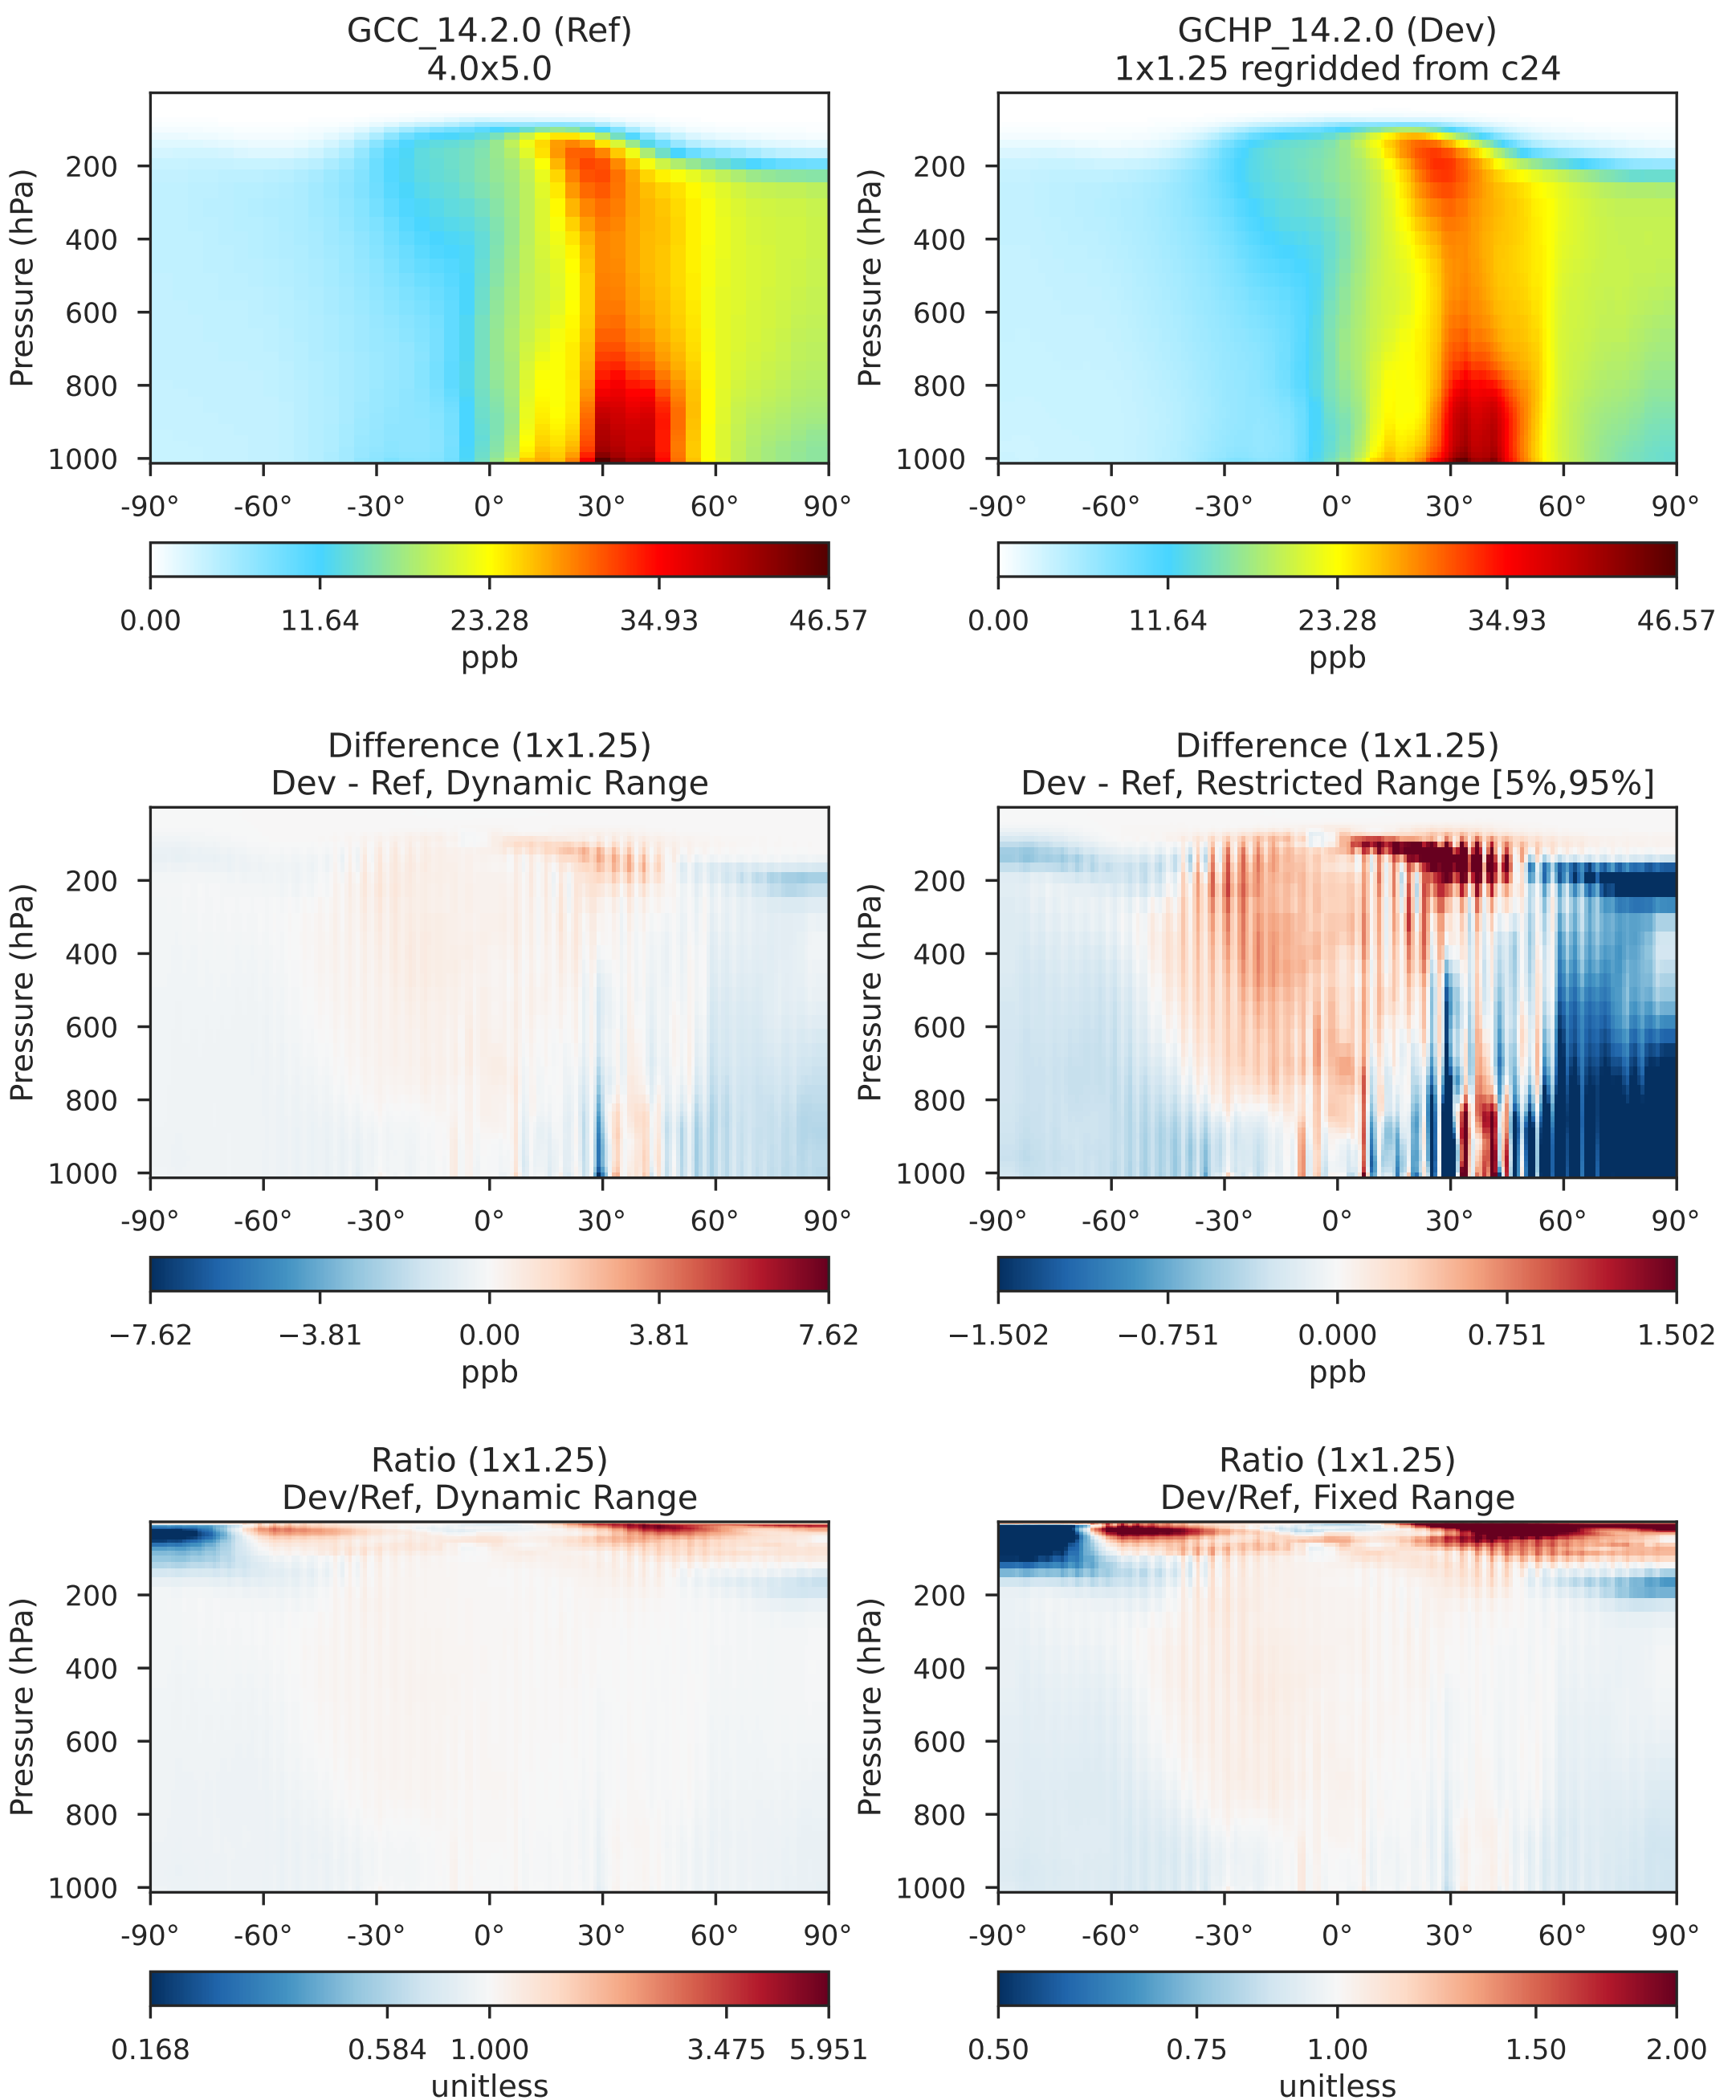 GCC_14.2.0 (Ref)
4.0x5.0
Pressure (hPa)
200
400
600
800
1000
-90° -60° -30° 0° 30° 60° 90°
0.00 11.64 23.28 34.93 46.57
ppb
GCHP_14.2.0 (Dev)
1x1.25 regridded from c24
Pressure (hPa)
200
400
600
800
1000
-90° -60° -30° 0° 30° 60° 90°
0.00 11.64 23.28 34.93 46.57
ppb
Difference (1x1.25)
Dev - Ref, Dynamic Range
Pressure (hPa)
200
400
600
800
1000
-90° -60° -30° 0° 30° 60° 90°
−7.62 −3.81 0.00 3.81 7.62
ppb
Difference (1x1.25)
Dev - Ref, Restricted Range [5%,95%]
Pressure (hPa)
200
400
600
800
1000
-90° -60° -30° 0° 30° 60° 90°
−1.502 −0.751 0.000 0.751 1.502
ppb
Ratio (1x1.25)
Dev/Ref, Dynamic Range
Pressure (hPa)
200
400
600
800
1000
-90° -60° -30° 0° 30° 60° 90°
0.168 0.584 1.000 3.475 5.951
unitless
Ratio (1x1.25)
Dev/Ref, Fixed Range
Pressure (hPa)
200
400
600
800
1000
-90° -60° -30° 0° 30° 60° 90°
0.50 0.75 1.00 1.50 2.00
unitless